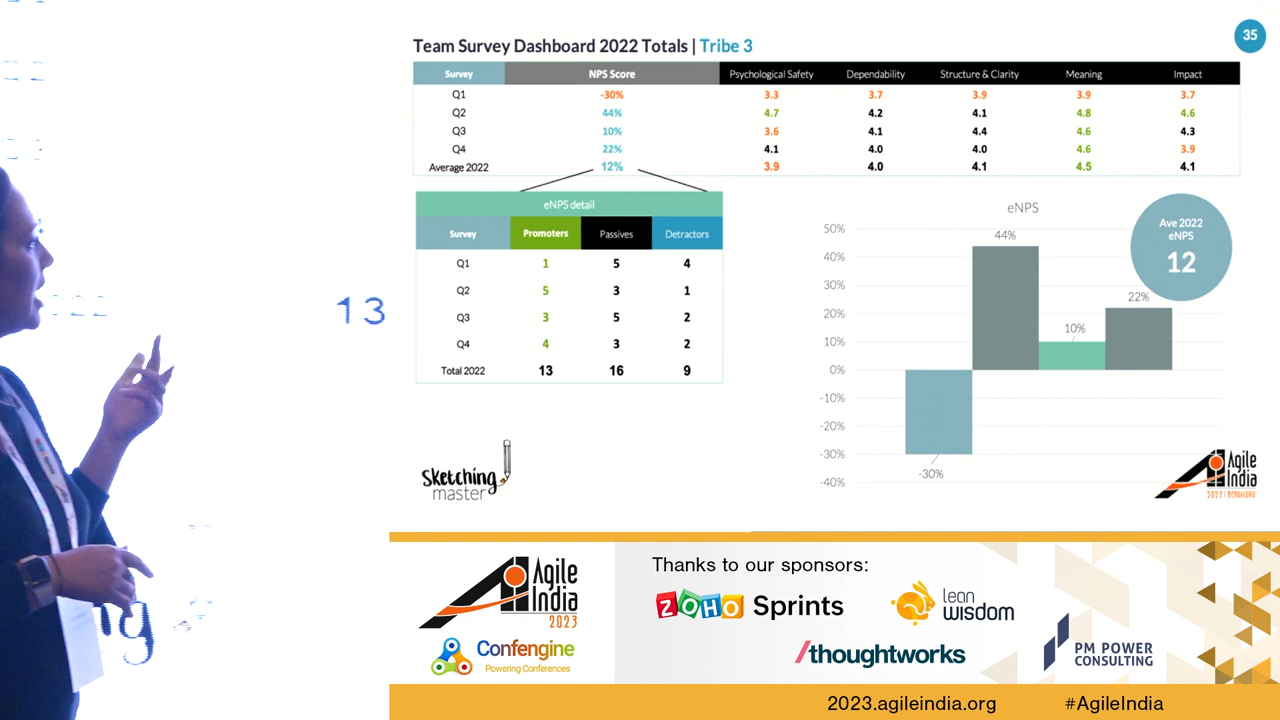 Team Survey Dashboard 2022 Totals | Tribe 3
35
Survey NPS Score Psychological Safety Dependability Structure & Clarity Meaning Impact
Q1 -30% 3.3 3.7 3.9 3.9 3.7
Q2 44% 4.7 4.2 4.1 4.8 4.6
Q3 10% 3.6 4.1 4.4 4.6 4.3
Q4 22% 4.1 4.0 4.0 4.6 3.9
Average 2022 12% 3.9 4.0 4.1 4.5 4.1
eNPS detail
Survey Promoters Passives Detractors
Q1 1 5 4
Q2 5 3 1
Q3 3 5 2
Q4 4 3 2
Total 2022 13 16 9
eNPS
Ave 2022
eNPS
12
50%
40%
30%
20%
10%
0%
-10%
-20%
-30%
-40%
-30%
44%
10%
22%
13
Sketching
master
Agile
India
2023 | BENGALURU
Agile
India
2023
Confengine
Powering Conferences
Thanks to our sponsors:
ZOHO Sprints
lean
wisdom
/thoughtworks
PM POWER
CONSULTING
2023.agileindia.org
#AgileIndia